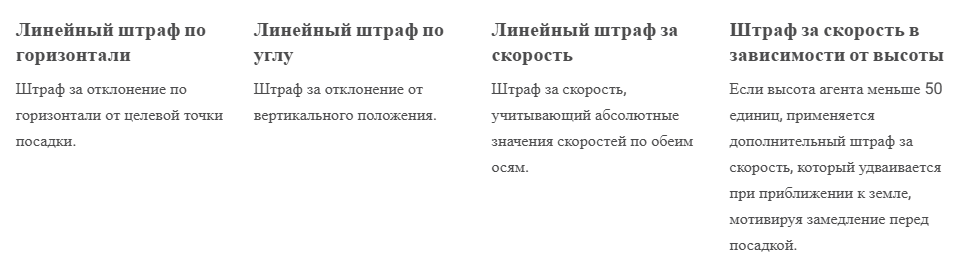 Линейный штраф по
горизонтали
Штраф за отклонение по
горизонтали от целевой точки
посадки.
Линейный штраф по
углу
Штраф за отклонение от
вертикального положения.
Линейный штраф за
скорость
Штраф за скорость,
учитывающий абсолютные
значения скоростей по обеим
осям.
Штраф за скорость в
зависимости от высоты
Если высота агента меньше 50
единиц, применяется
дополнительный штраф за
скорость, который удваивается
при приближении к земле,
мотивируя замедление перед
посадкой.